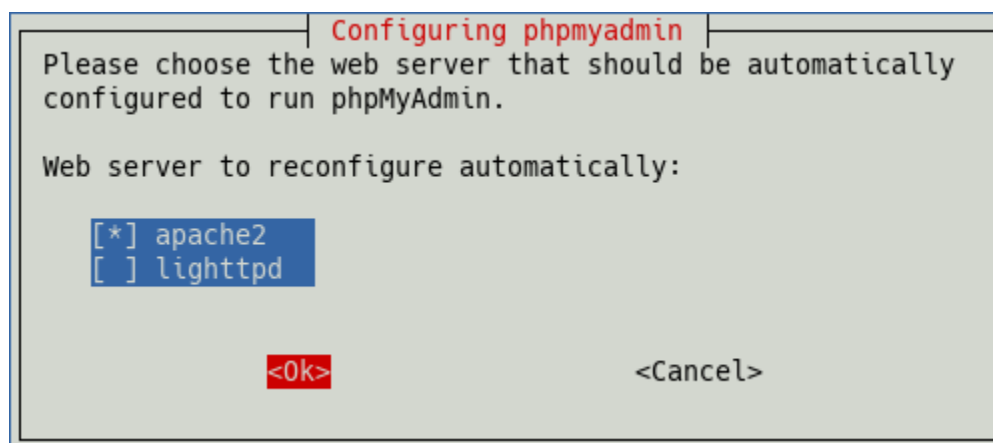 Configuring phpmyadmin
Please choose the web server that should be automatically
configured to run phpMyAdmin.
Web server to reconfigure automatically:
[*] apache2
[ ] lighttpd
<Ok> <Cancel>